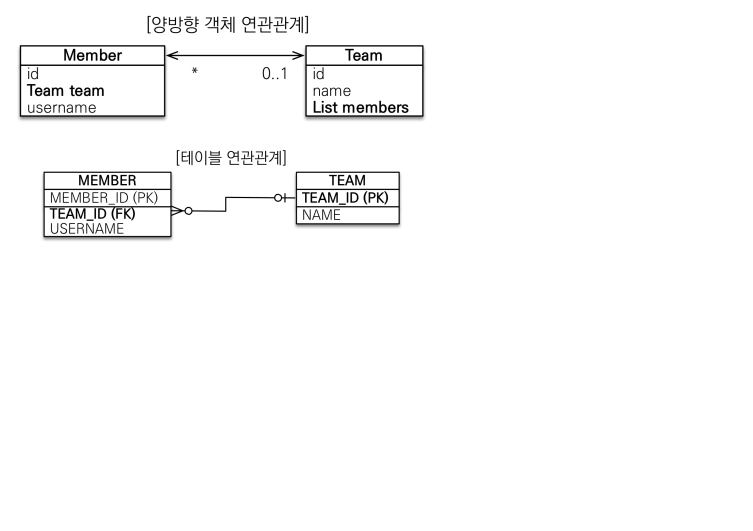 [양방향 객체 연관관계]
Member
id
Team team
username
*
0..1
Team
id
name
List members
[테이블 연관관계]
MEMBER
MEMBER_ID (PK)
TEAM_ID (FK)
USERNAME
TEAM
TEAM_ID (PK)
NAME